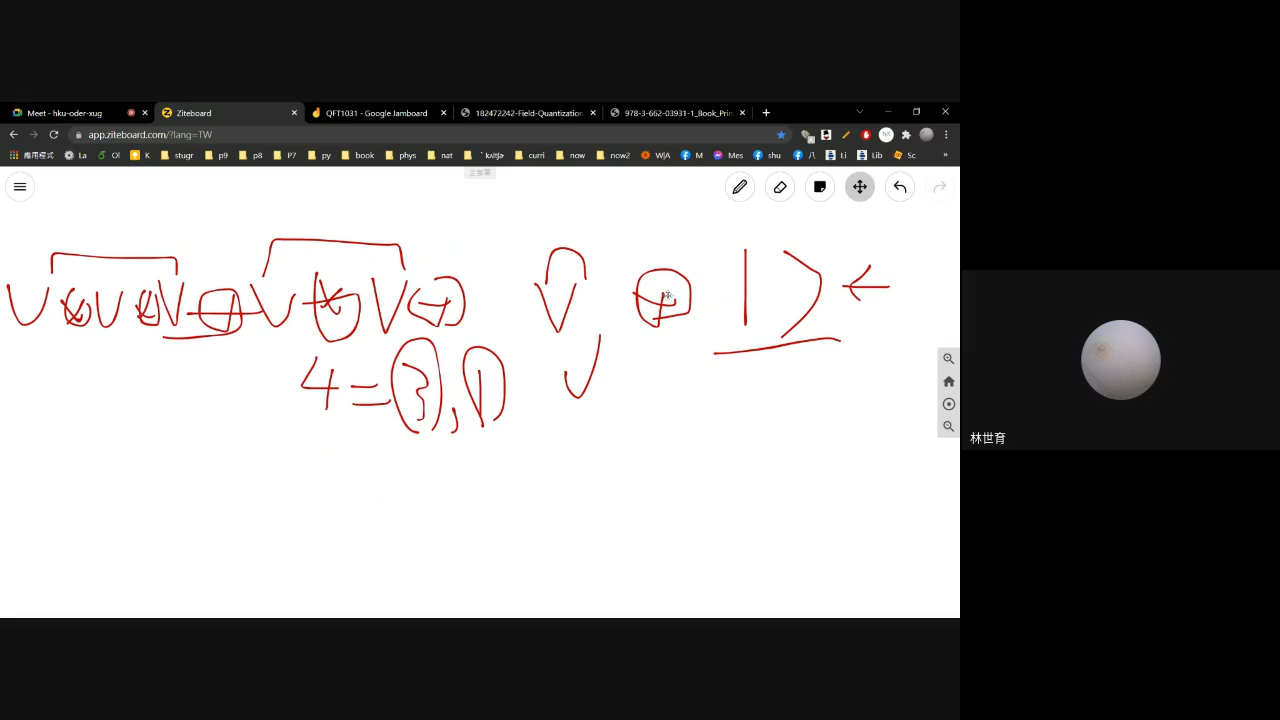 Meet - hku-oder-xug
Ziteboard
QFT1031 - Google Jamboard
182472242-Field-Quantization
978-3-662-03931-1_Book_Prin
app.ziteboard.com/?lang=TW
應用程式 La Ol K stugr p9 p8 P7 py book phys nat curri now now2 W|A M Mes shu 八 Li Lib Sc »
V⊗V⊗V⊕V⊗V⊕ V ⊕ | ⟩ ←
4 = 3, 1
林世育